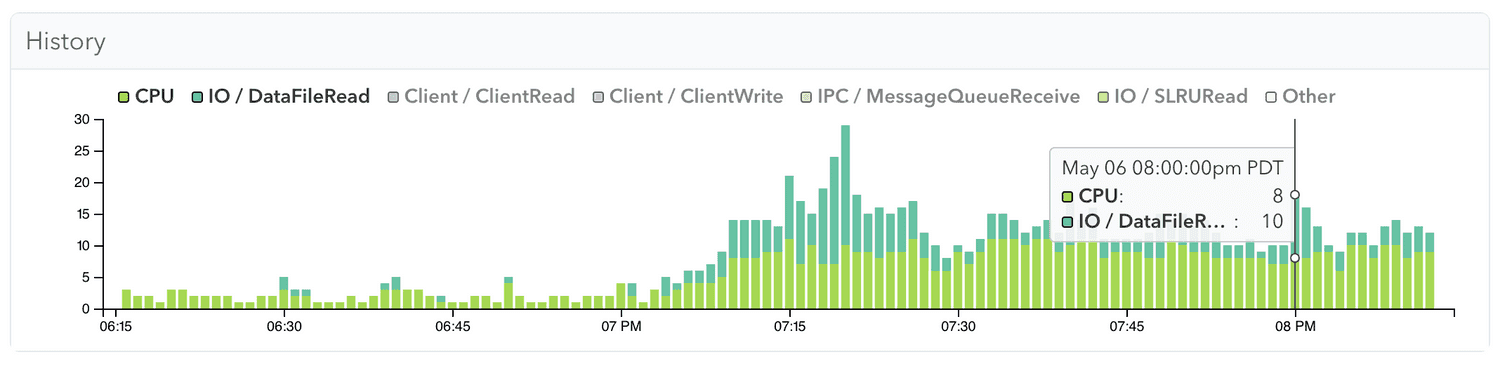 History
CPU IO / DataFileRead Client / ClientRead Client / ClientWrite IPC / MessageQueueReceive IO / SLRURead Other
30
25
20
15
10
5
0
May 06 08:00:00pm PDT
CPU: 8
IO / DataFileR... : 10
06:15 06:30 06:45 07 PM 07:15 07:30 07:45 08 PM